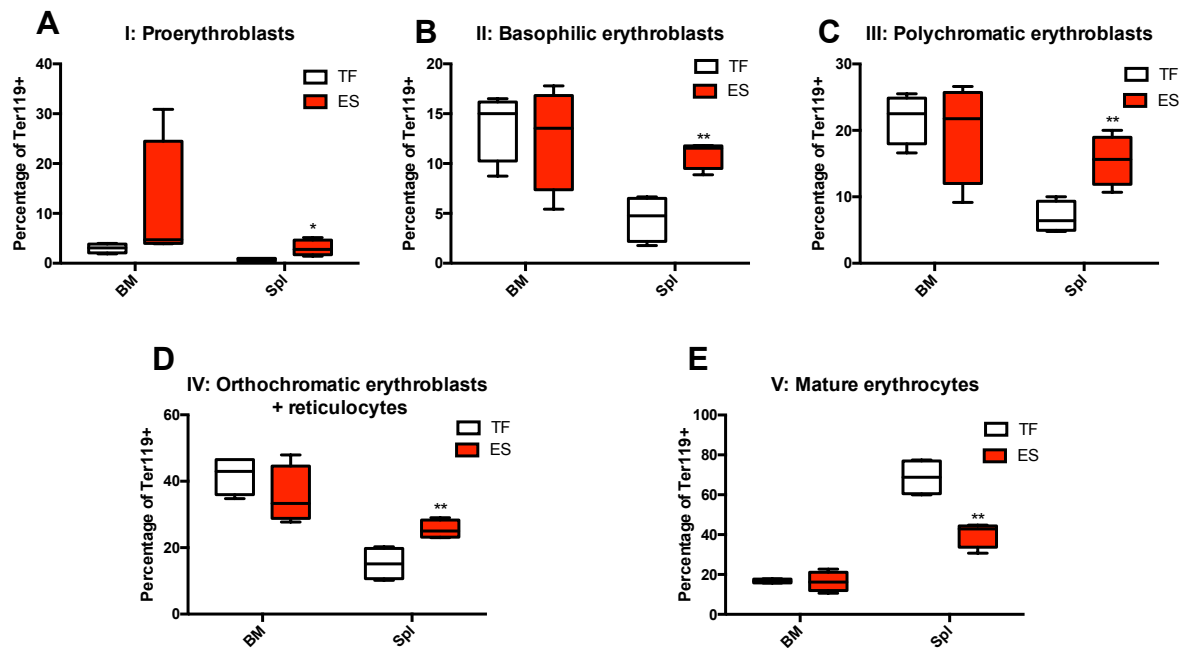 A
I: Proerythroblasts
Percentage of Ter119+
40
30
20
10
0
TF
ES
*
BM
Spl
B
II: Basophilic erythroblasts
Percentage of Ter119+
20
15
10
5
0
TF
ES
**
BM
Spl
C
III: Polychromatic erythroblasts
Percentage of Ter119+
30
20
10
0
TF
ES
**
BM
Spl
D
IV: Orthochromatic erythroblasts
+ reticulocytes
Percentage of Ter119+
60
40
20
0
TF
ES
**
BM
Spl
E
V: Mature erythrocytes
Percentage of Ter119+
100
80
60
40
20
0
TF
ES
**
BM
Spl